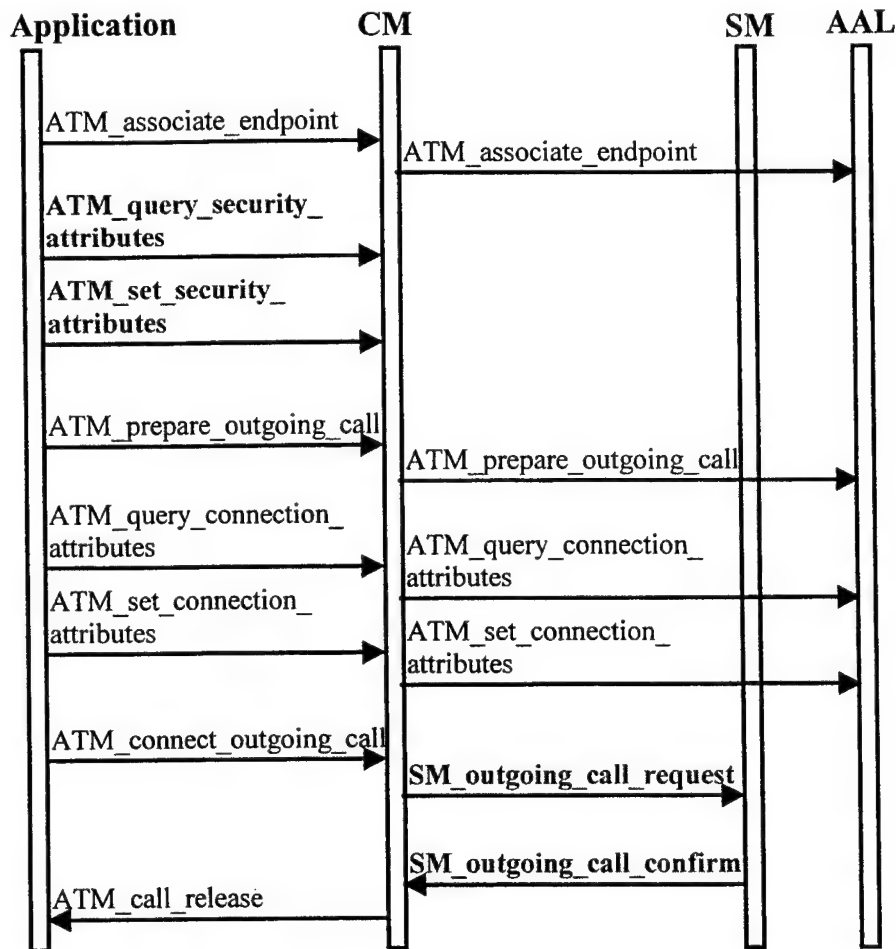 Application CM SM AAL
ATM_associate_endpoint
ATM_associate_endpoint
ATM_query_security_
attributes
ATM_set_security_
attributes
ATM_prepare_outgoing_call
ATM_prepare_outgoing_call
ATM_query_connection_
attributes
ATM_query_connection_
attributes
ATM_set_connection_
attributes
ATM_set_connection_
attributes
ATM_connect_outgoing_call
SM_outgoing_call_request
SM_outgoing_call_confirm
ATM_call_release